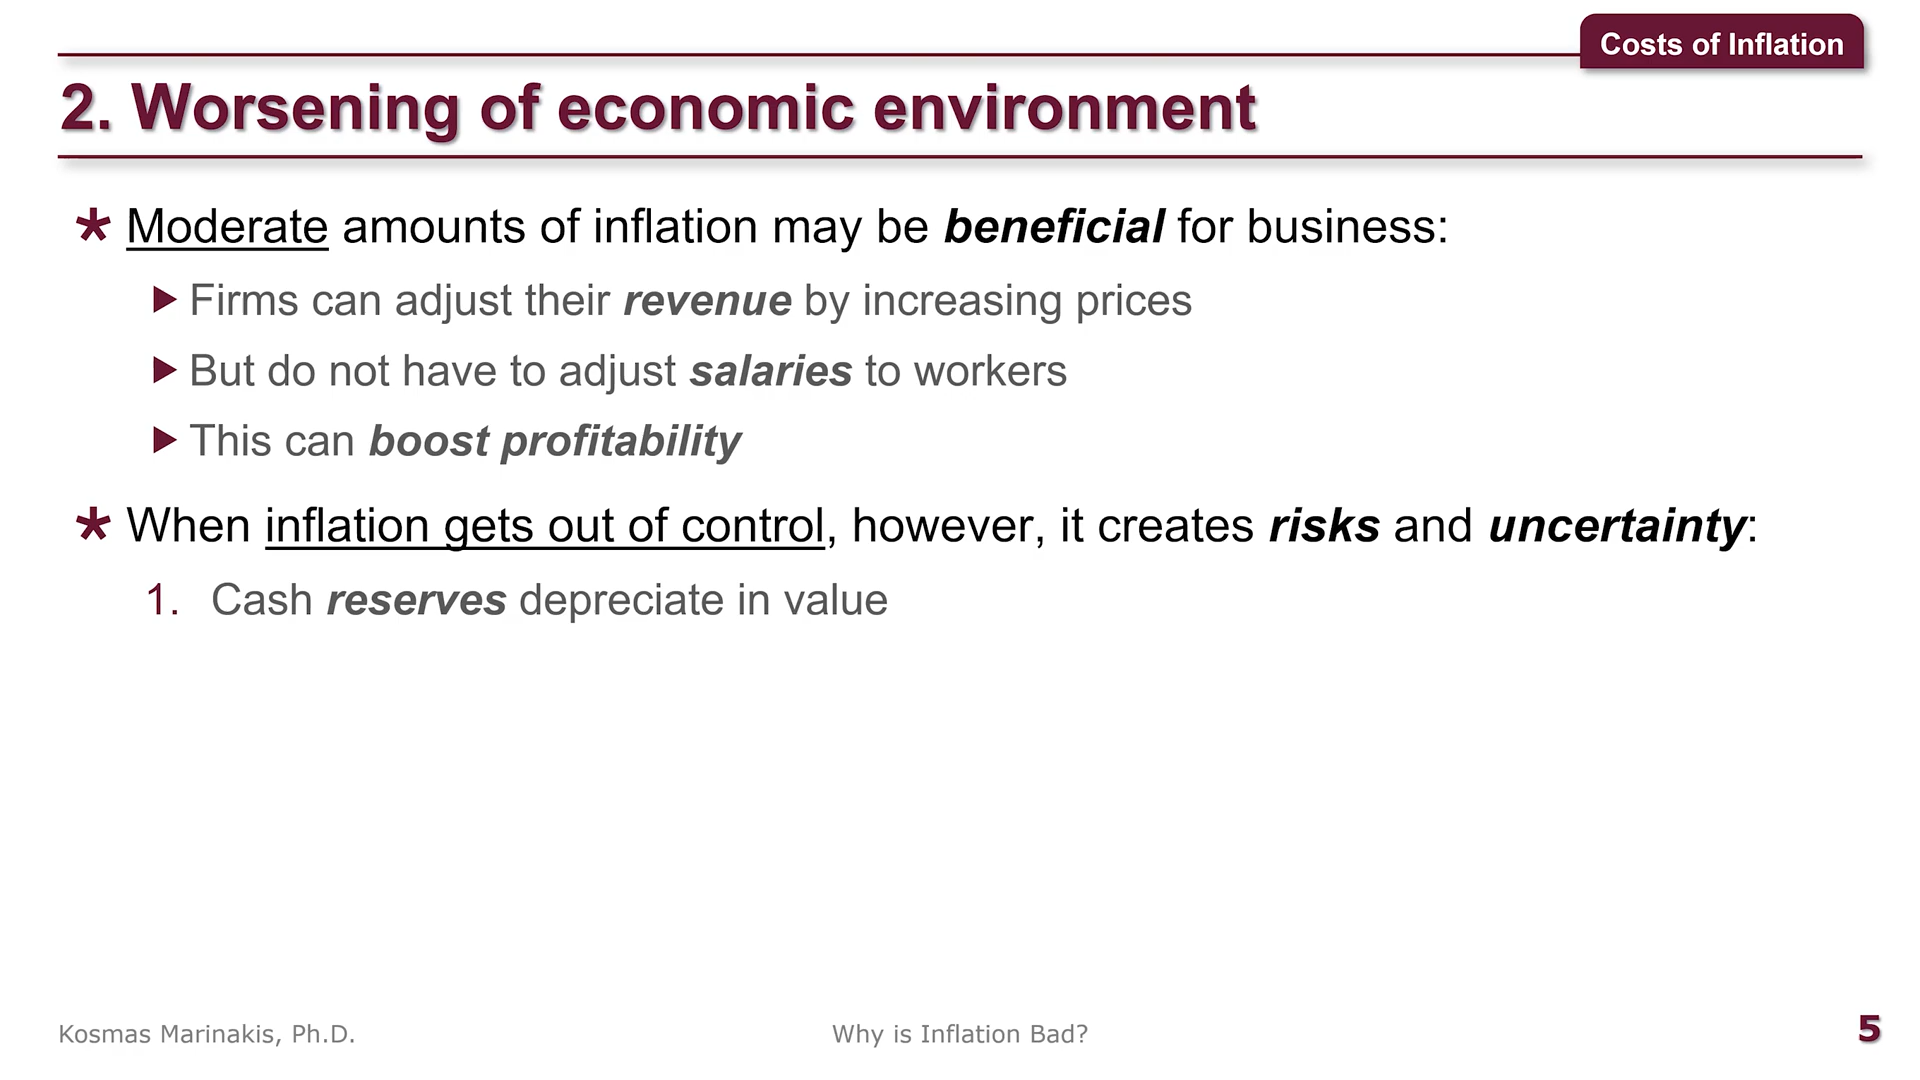 Costs of Inflation
2. Worsening of economic environment
* Moderate amounts of inflation may be beneficial for business:
Firms can adjust their revenue by increasing prices
But do not have to adjust salaries to workers
This can boost profitability
* When inflation gets out of control, however, it creates risks and uncertainty:
1. Cash reserves depreciate in value
Kosmas Marinakis, Ph.D.
Why is Inflation Bad?
5